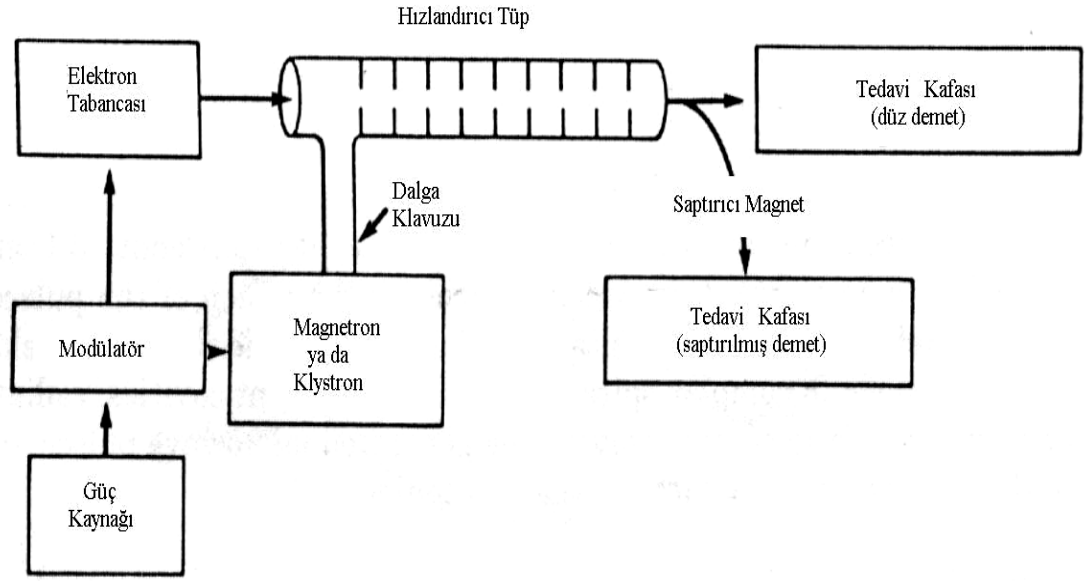 Hızlandırıcı Tüp
Elektron
Tabancası
Tedavi Kafası
(düz demet)
Dalga
Klavuzu
Saptırıcı Magnet
Modülatör
Magnetron
ya da
Klystron
Tedavi Kafası
(saptırılmış demet)
Güç
Kaynağı